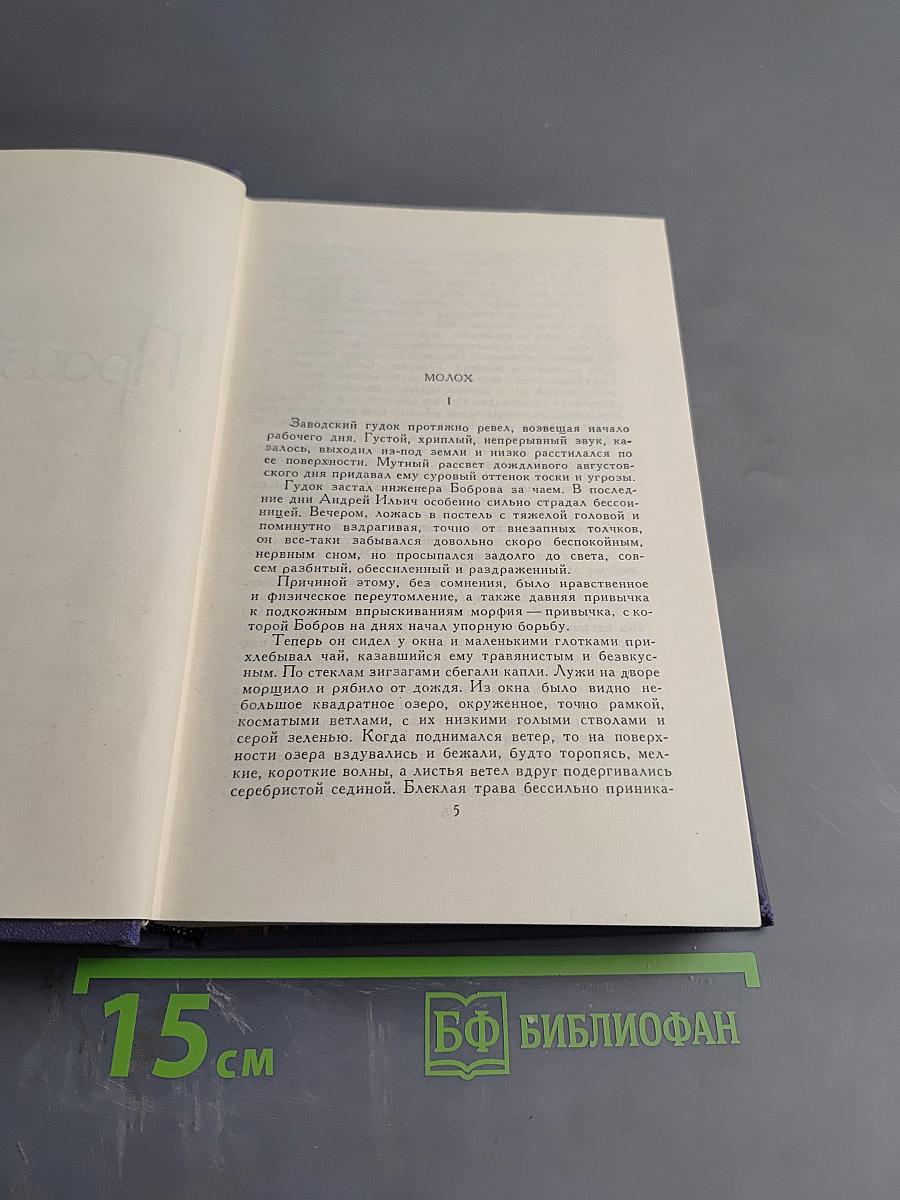 Произ
МОЛОХ
I
Заводский гудок протяжно ревел, возвещая начало
рабочего дня. Густой, хриплый, непрерывный звук, ка-
залось, выходил из-под земли и низко расстилался по
ее поверхности. Мутный рассвет дождливого августов-
ского дня придавал ему суровый оттенок тоски и угрозы.
Гудок застал инженера Боброва за чаем. В послед-
ние дни Андрей Ильич особенно сильно страдал бессон-
ницей. Вечером, ложась в постель с тяжелой головой и
поминутно вздрагивая, точно от внезапных толчков,
он все-таки забывался довольно скоро беспокойным,
нервным сном, но просыпался задолго до света, сов-
сем разбитый, обессиленный и раздраженный.
Причиной этому, без сомнения, было нравственное
и физическое переутомление, а также давняя привычка
к подкожным впрыскиваниям морфия — привычка, с ко-
торой Бобров на днях начал упорную борьбу.
Теперь он сидел у окна и маленькими глотками при-
хлебывал чай, казавшийся ему травянистым и безвкус-
ным. По стеклам зигзагами сбегали капли. Лужи на дворе
морщило и рябило от дождя. Из окна было видно не-
большое квадратное озеро, окруженное, точно рамкой,
косматыми ветлами, с их низкими голыми стволами и
серой зеленью. Когда поднимался ветер, то на поверх-
ности озера вздувались и бежали, будто торопясь, мел-
кие, короткие волны, а листья ветел вдруг подергивались
серебристой сединой. Блеклая трава бессильно приника-
5
15 см
БФ БИБЛИОФАН